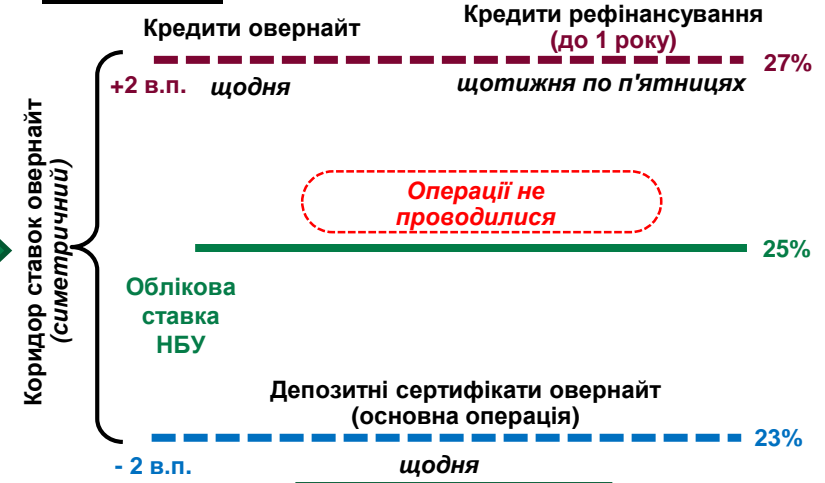 Кредити овернайт
Кредити рефінансування
(до 1 року)
27%
+2 в.п.
щодня
щотижня по п'ятницях
Коридор ставок овернайт
(симетричний)
Операції не
проводилися
25%
Облікова
ставка
НБУ
Депозитні сертифікати овернайт
(основна операція)
23%
- 2 в.п.
щодня